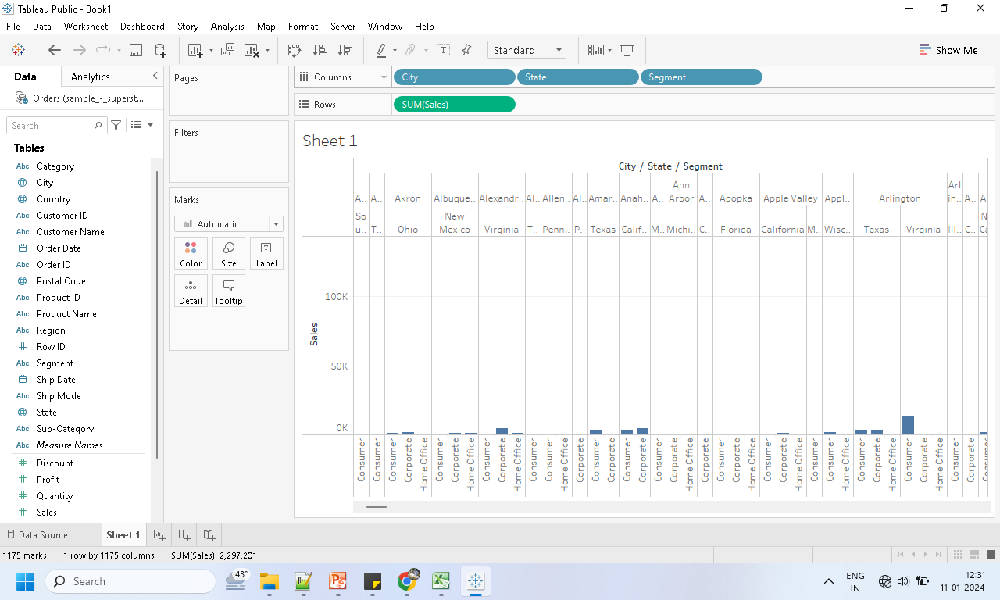 Tableau Public - Book1
File Data Worksheet Dashboard Story Analysis Map Format Server Window Help
Standard
Show Me
Data Analytics
Orders (sample_-_superst...
Search
Tables
Abc Category
City
Country
Abc Customer ID
Abc Customer Name
Order Date
Abc Order ID
Postal Code
Abc Product ID
Abc Product Name
Abc Region
# Row ID
Abc Segment
Ship Date
Abc Ship Mode
State
Abc Sub-Category
Abc Measure Names
# Discount
# Profit
# Quantity
# Sales
Pages
Filters
Marks
Automatic
Color Size Label
T
Detail Tooltip
Columns City State Segment
Rows SUM(Sales)
Sheet 1
City / State / Segment
A.. A.. Akron Albuque.. Alexandr.. Al.. Allen.. Al.. Amar.. Anah.. A.. Ann Arbor A.. Apopka Apple Valley Appl.. Arlington Arl in.. A.. As
So u.. T.. Ohio New Mexico Virginia T.. Penn.. P.. Texas Calif.. M.. Michi.. C.. Florida California M.. Wisc.. Texas Virginia Ill.. C.. N Ca
100K
50K
0K
Sales
Consumer Consumer Consumer Corporate Home Office Consumer Corporate Home Office Consumer Corporate Home Office Consumer Consumer Home Office Corporate Consumer Corporate Consumer Corporate Consumer Consumer Home Office Consumer Consumer Corporate Home Office Consumer Corporate Home Office Consumer Consumer Home Office Consumer Corporate Home Office Consumer Corporate Home Office Consumer Corporate Consumer
Data Source Sheet 1
1175 marks 1 row by 1175 columns SUM(Sales): 2,297,201
Search
43°
ENG
IN
12:31
11-01-2024